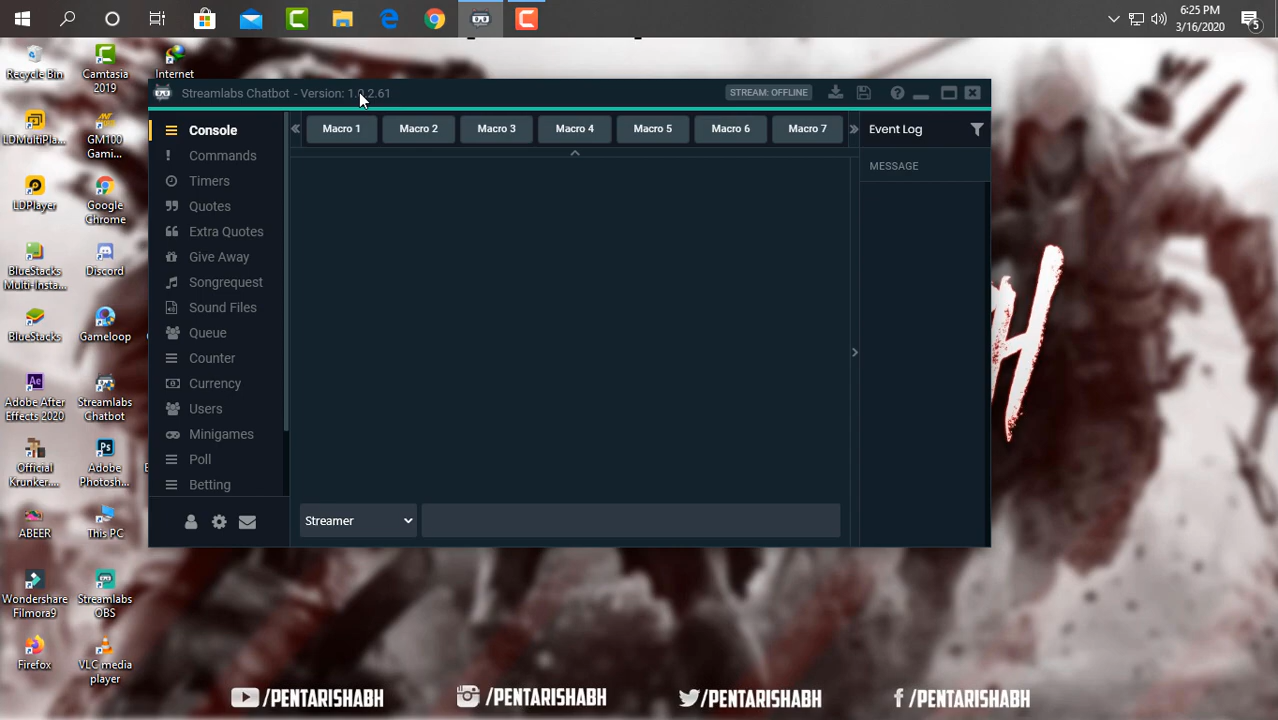 6:25 PM
3/16/2020
5
Recycle Bin
Camtasia
2019
Internet
LDMultiPla...
GM100
Gami...
LDPlayer
Google
Chrome
BlueStacks
Multi-Insta...
Discord
BlueStacks
Gameloop
Adobe After
Effects 2020
Streamlabs
Chatbot
Official
Krunker....
Adobe
Photosh...
ABEER
This PC
Wondershare
Filmora9
Streamlabs
OBS
Firefox
VLC media
player
Streamlabs Chatbot - Version: 1.0.2.61
STREAM: OFFLINE
Console
Commands
Timers
Quotes
Extra Quotes
Give Away
Songrequest
Sound Files
Queue
Counter
Currency
Users
Minigames
Poll
Betting
Macro 1
Macro 2
Macro 3
Macro 4
Macro 5
Macro 6
Macro 7
Event Log
MESSAGE
Streamer
/PENTARISHABH
/PENTARISHABH
/PENTARISHABH
/PENTARISHABH